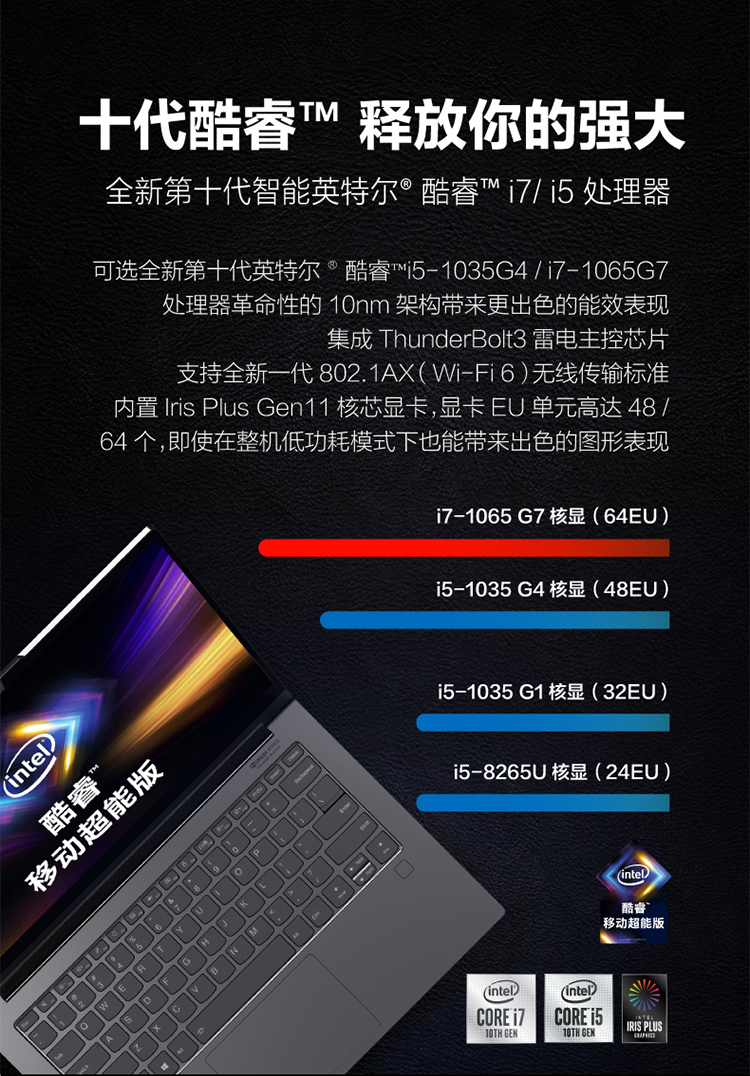 十代酷睿™ 释放你的强大
全新第十代智能英特尔® 酷睿™ i7/ i5 处理器
可选全新第十代英特尔 ® 酷睿™i5-1035G4 / i7-1065G7
处理器革命性的 10nm 架构带来更出色的能效表现
集成 ThunderBolt3 雷电主控芯片
支持全新一代 802.1AX( Wi-Fi 6 )无线传输标准
内置 Iris Plus Gen11 核芯显卡,显卡 EU 单元高达 48 /
64 个,即使在整机低功耗模式下也能带来出色的图形表现
i7-1065 G7 核显 ( 64EU )
i5-1035 G4 核显 ( 48EU )
i5-1035 G1 核显 ( 32EU )
i5-8265U 核显 ( 24EU )
intel
酷睿™
移动超能版
intel
酷睿™
移动超能版
intel
CORE i7
10TH GEN
intel
CORE i5
10TH GEN
INTEL
IRIS PLUS
GRAPHICS